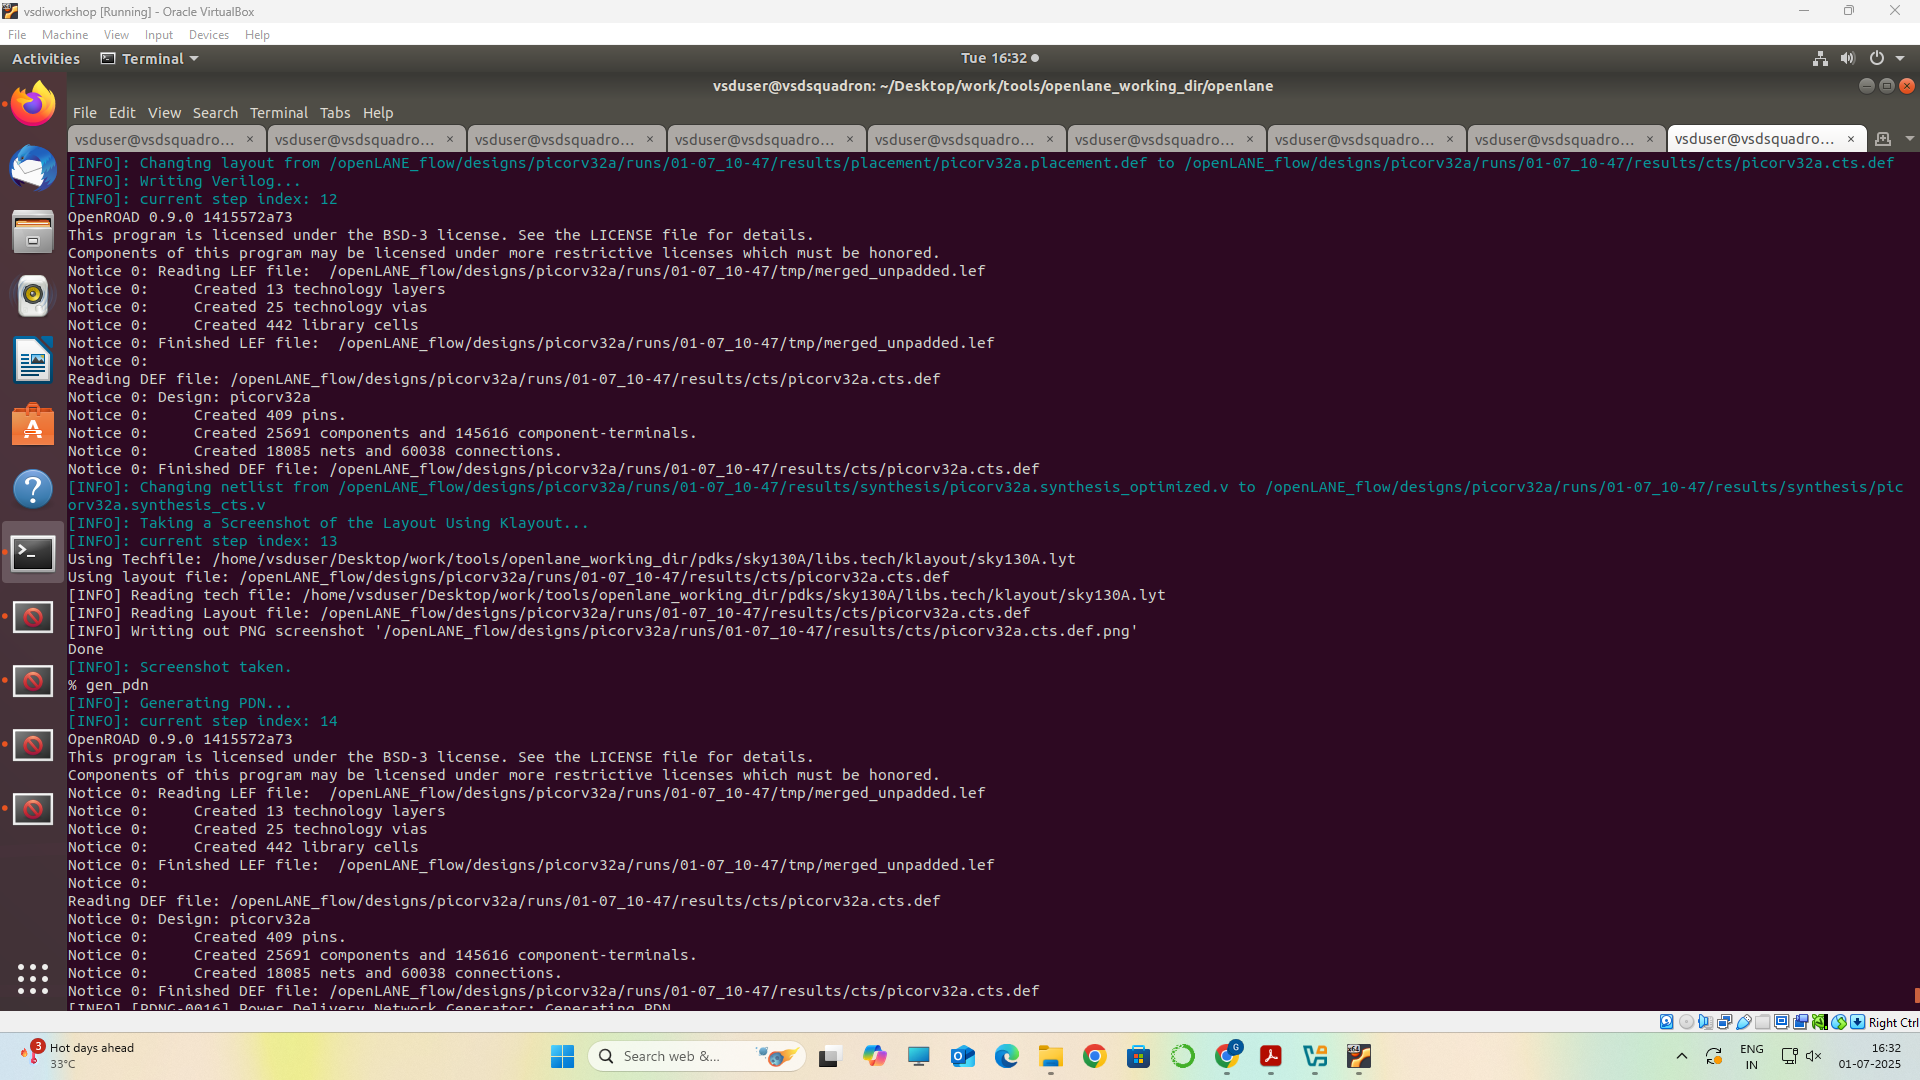 vsdiworkshop [Running] - Oracle VirtualBox
File Machine View Input Devices Help
Activities Terminal Tue 16:32
vsduser@vsdsquadron: ~/Desktop/work/tools/openlane_working_dir/openlane
File Edit View Search Terminal Tabs Help
vsduser@vsdsquadro... × vsduser@vsdsquadro... × vsduser@vsdsquadro... × vsduser@vsdsquadro... × vsduser@vsdsquadro... × vsduser@vsdsquadro... × vsduser@vsdsquadro... × vsduser@vsdsquadro... × vsduser@vsdsquadro... ×
[INFO]: Changing layout from /openLANE_flow/designs/picorv32a/runs/01-07_10-47/results/placement/picorv32a.placement.def to /openLANE_flow/designs/picorv32a/runs/01-07_10-47/results/cts/picorv32a.cts.def
[INFO]: Writing Verilog...
[INFO]: current step index: 12
OpenROAD 0.9.0 1415572a73
This program is licensed under the BSD-3 license. See the LICENSE file for details.
Components of this program may be licensed under more restrictive licenses which must be honored.
Notice 0: Reading LEF file:  /openLANE_flow/designs/picorv32a/runs/01-07_10-47/tmp/merged_unpadded.lef
Notice 0:     Created 13 technology layers
Notice 0:     Created 25 technology vias
Notice 0:     Created 442 library cells
Notice 0: Finished LEF file:  /openLANE_flow/designs/picorv32a/runs/01-07_10-47/tmp/merged_unpadded.lef
Notice 0:
Reading DEF file: /openLANE_flow/designs/picorv32a/runs/01-07_10-47/results/cts/picorv32a.cts.def
Notice 0: Design: picorv32a
Notice 0:     Created 409 pins.
Notice 0:     Created 25691 components and 145616 component-terminals.
Notice 0:     Created 18085 nets and 60038 connections.
Notice 0: Finished DEF file: /openLANE_flow/designs/picorv32a/runs/01-07_10-47/results/cts/picorv32a.cts.def
[INFO]: Changing netlist from /openLANE_flow/designs/picorv32a/runs/01-07_10-47/results/synthesis/picorv32a.synthesis_optimized.v to /openLANE_flow/designs/picorv32a/runs/01-07_10-47/results/synthesis/pic
orv32a.synthesis_cts.v
[INFO]: Taking a Screenshot of the Layout Using Klayout...
[INFO]: current step index: 13
Using Techfile: /home/vsduser/Desktop/work/tools/openlane_working_dir/pdks/sky130A/libs.tech/klayout/sky130A.lyt
Using layout file: /openLANE_flow/designs/picorv32a/runs/01-07_10-47/results/cts/picorv32a.cts.def
[INFO] Reading tech file: /home/vsduser/Desktop/work/tools/openlane_working_dir/pdks/sky130A/libs.tech/klayout/sky130A.lyt
[INFO] Reading Layout file: /openLANE_flow/designs/picorv32a/runs/01-07_10-47/results/cts/picorv32a.cts.def
[INFO] Writing out PNG screenshot '/openLANE_flow/designs/picorv32a/runs/01-07_10-47/results/cts/picorv32a.cts.def.png'
Done
[INFO]: Screenshot taken.
% gen_pdn
[INFO]: Generating PDN...
[INFO]: current step index: 14
OpenROAD 0.9.0 1415572a73
This program is licensed under the BSD-3 license. See the LICENSE file for details.
Components of this program may be licensed under more restrictive licenses which must be honored.
Notice 0: Reading LEF file:  /openLANE_flow/designs/picorv32a/runs/01-07_10-47/tmp/merged_unpadded.lef
Notice 0:     Created 13 technology layers
Notice 0:     Created 25 technology vias
Notice 0:     Created 442 library cells
Notice 0: Finished LEF file:  /openLANE_flow/designs/picorv32a/runs/01-07_10-47/tmp/merged_unpadded.lef
Notice 0:
Reading DEF file: /openLANE_flow/designs/picorv32a/runs/01-07_10-47/results/cts/picorv32a.cts.def
Notice 0: Design: picorv32a
Notice 0:     Created 409 pins.
Notice 0:     Created 25691 components and 145616 component-terminals.
Notice 0:     Created 18085 nets and 60038 connections.
Notice 0: Finished DEF file: /openLANE_flow/designs/picorv32a/runs/01-07_10-47/results/cts/picorv32a.cts.def
[INFO] [PDNG-0016] Power Delivery Network Generator: Generating PDN
Right Ctrl
3 Hot days ahead
33°C
Search web &...
G
ENG
IN
16:32
01-07-2025